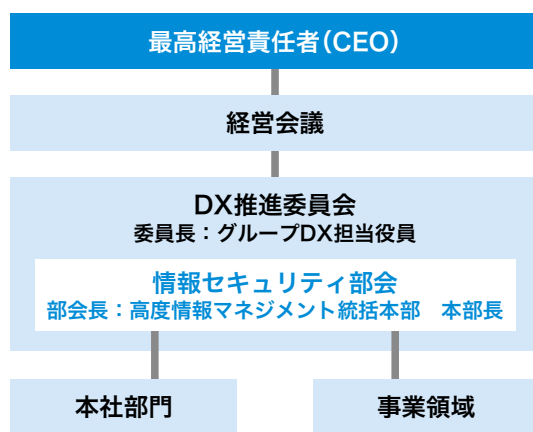 最高経営責任者(CEO)
経営会議
DX推進委員会
委員長:グループDX担当役員
情報セキュリティ部会
部会長:高度情報マネジメント統括本部　本部長
本社部門
事業領域